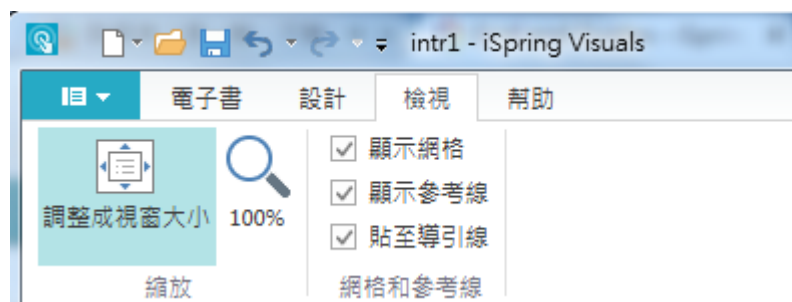 intr1 - iSpring Visuals
電子書 設計 檢視 幫助
顯示網格
顯示參考線
貼至導引線
調整成視窗大小 100%
縮放 網格和參考線